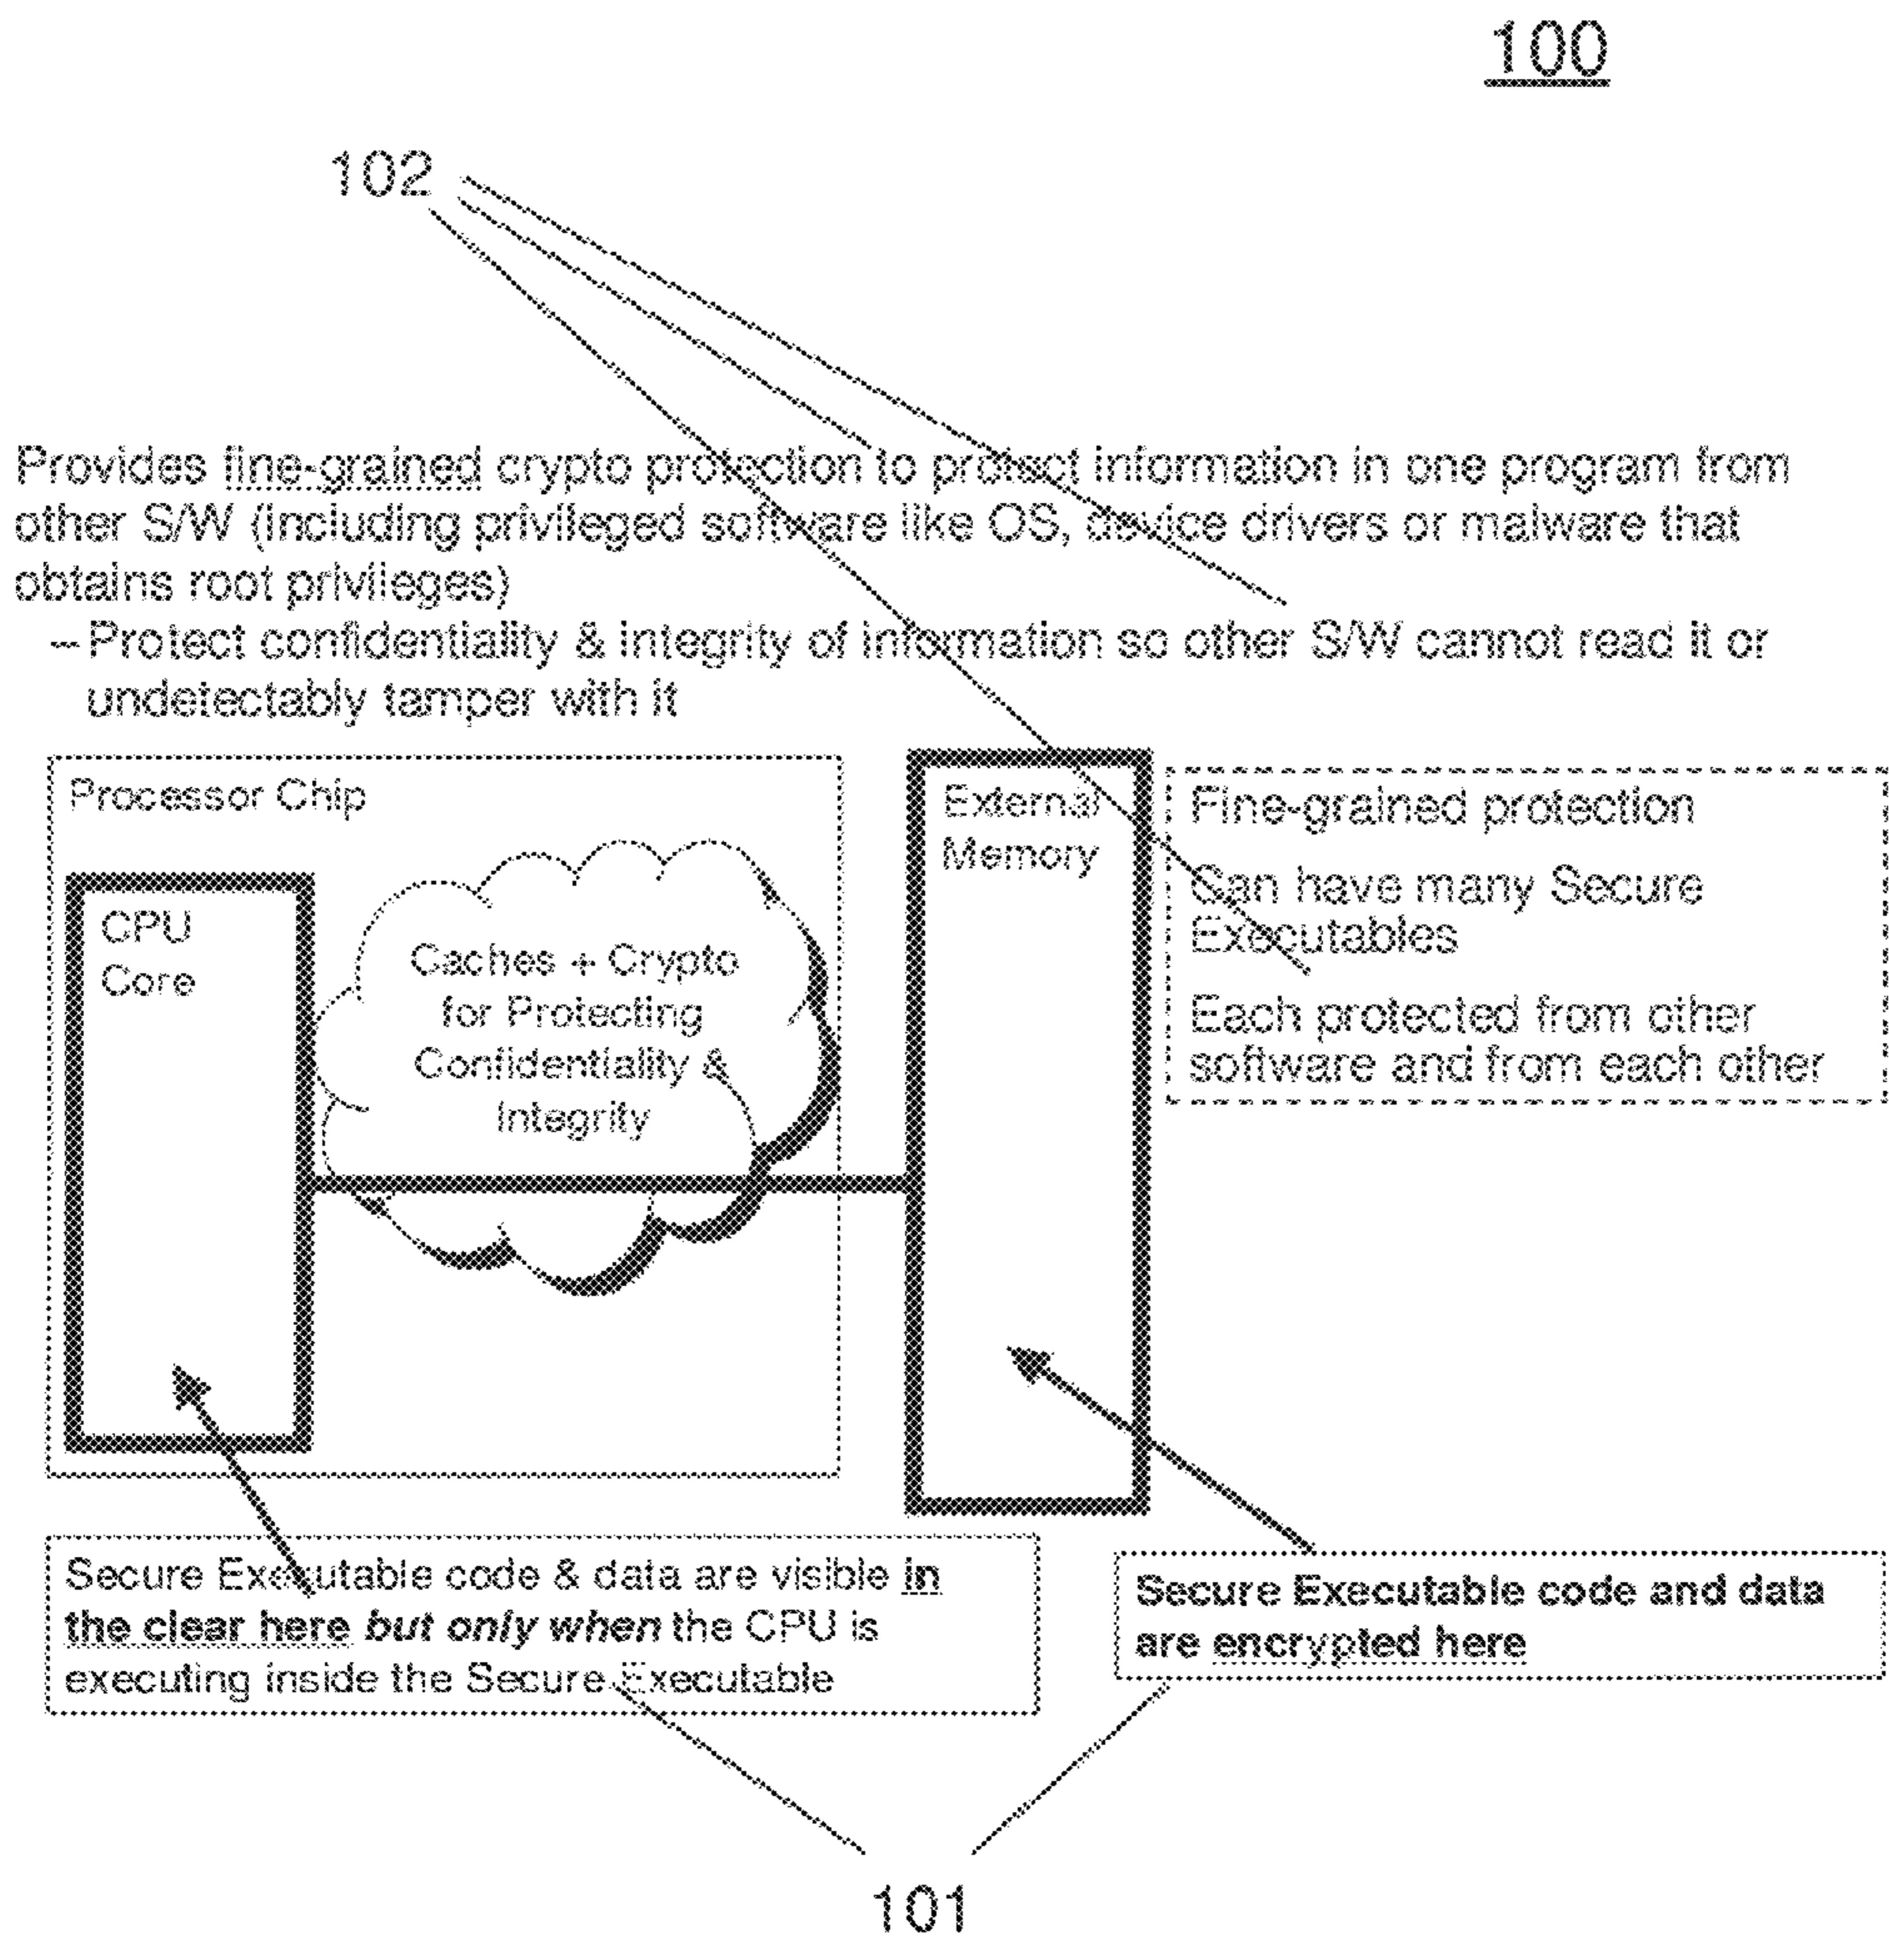 100
102
Provides fine-grained crypto protection to protect information in one program from
other S/W (including privileged software like OS, device drivers or malware that
obtains root privileges)
– Protect confidentiality & integrity of information so other S/W cannot read it or
undetectably tamper with it
Processor Chip
CPU
Core
Caches + Crypto
for Protecting
Confidentiality &
Integrity
External
Memory
Fine-grained protection
Can have many Secure
Executables
Each protected from other
software and from each other
Secure Executable code & data are visible in
the clear here but only when the CPU is
executing inside the Secure Executable
Secure Executable code and data
are encrypted here
101